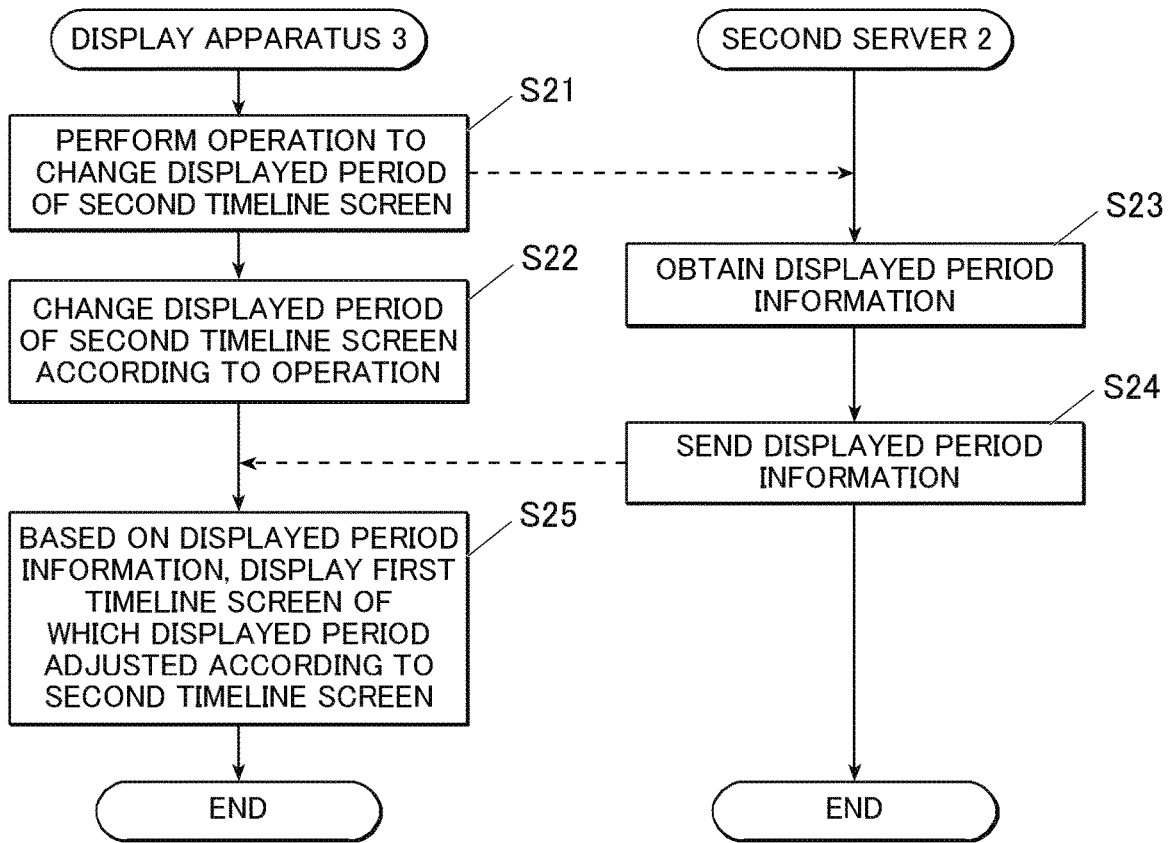 DISPLAY APPARATUS 3
SECOND SERVER 2
S21
PERFORM OPERATION TO
CHANGE DISPLAYED PERIOD
OF SECOND TIMELINE SCREEN
S23
OBTAIN DISPLAYED PERIOD
INFORMATION
S22
CHANGE DISPLAYED PERIOD
OF SECOND TIMELINE SCREEN
ACCORDING TO OPERATION
S24
SEND DISPLAYED PERIOD
INFORMATION
S25
BASED ON DISPLAYED PERIOD
INFORMATION, DISPLAY FIRST
TIMELINE SCREEN OF
WHICH DISPLAYED PERIOD
ADJUSTED ACCORDING TO
SECOND TIMELINE SCREEN
END
END